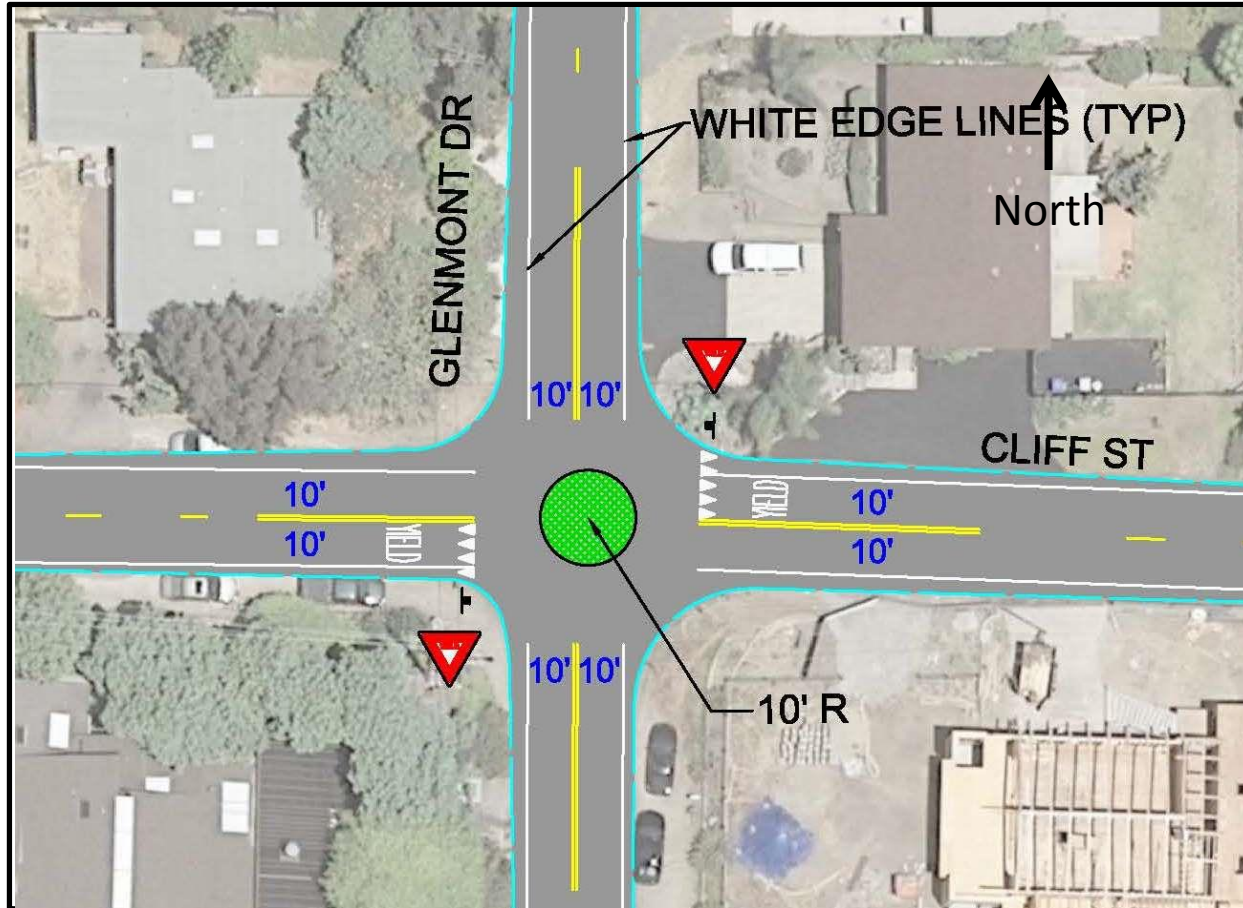 GLENMONT DR
WHITE EDGE LINES (TYP)
North
10' 10'
CLIFF ST
10'
YIELD
10'
10'
YIELD
10'
10' 10'
10' R